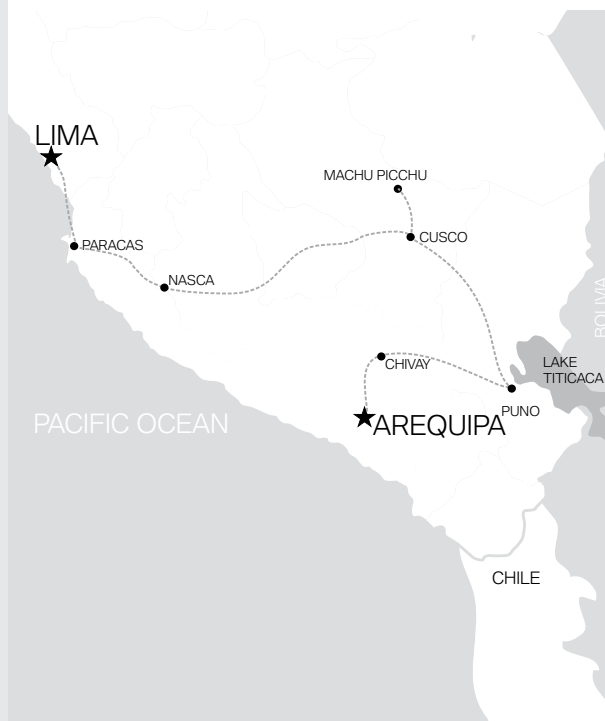 LIMA
MACHU PICCHU
CUSCO
PARACAS
NASCA
BOLIVIA
LAKE
TITICACA
CHIVAY
PUNO
AREQUIPA
PACIFIC OCEAN
CHILE